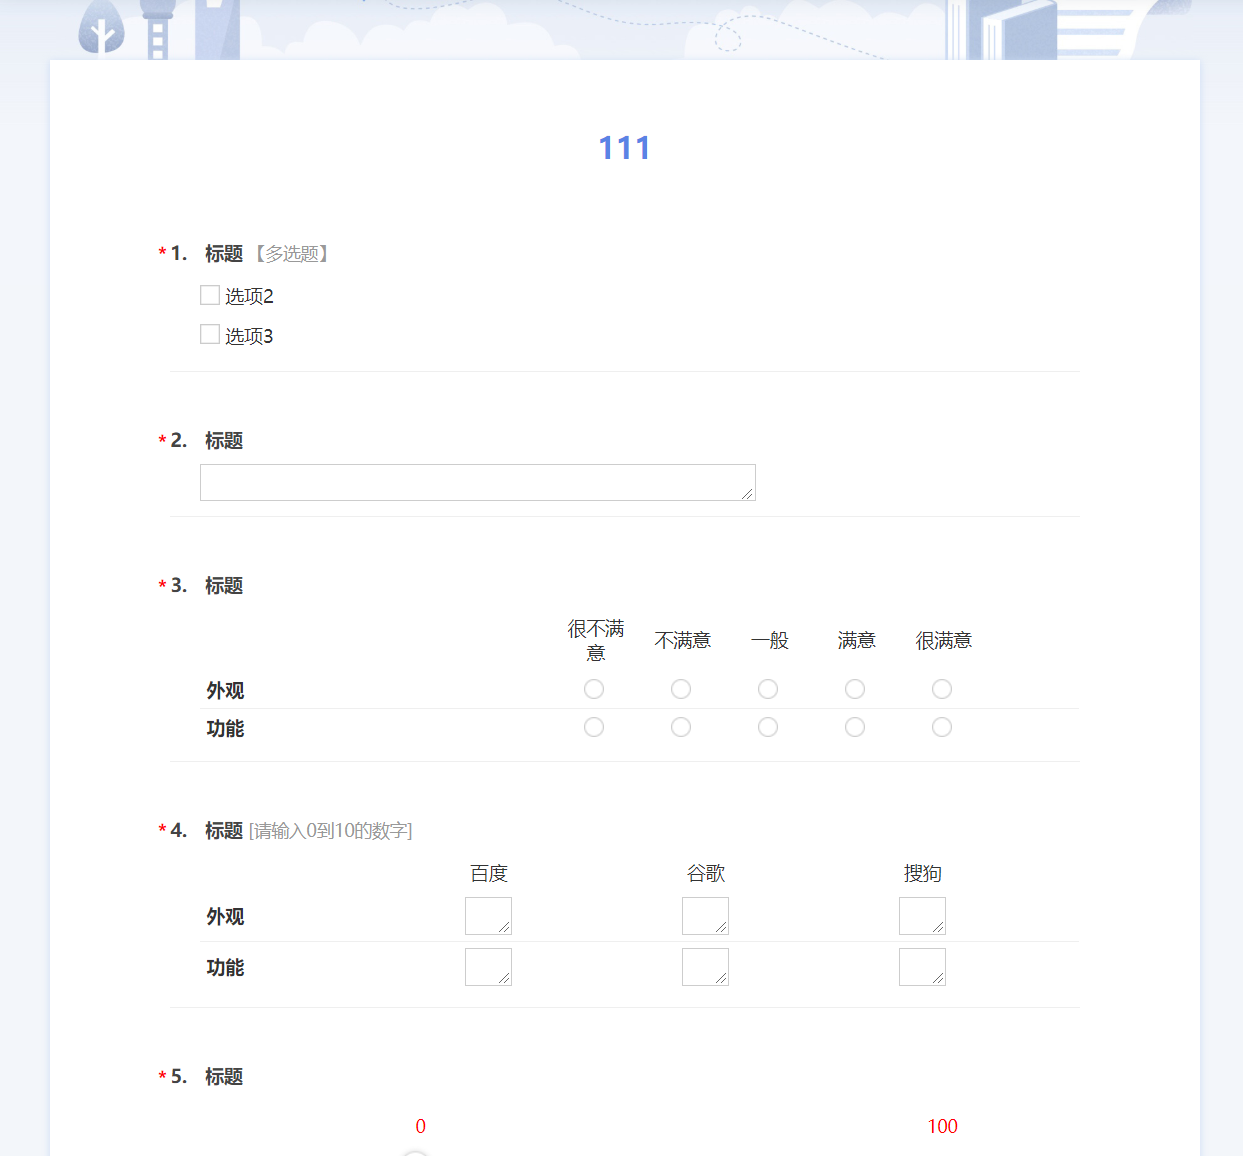 111
*1. 标题【多选题】
选项2
选项3
*2. 标题
*3. 标题
很不满意 不满意 一般 满意 很满意
外观
功能
*4. 标题 [请输入0到10的数字]
百度 谷歌 搜狗
外观
功能
*5. 标题
0 100